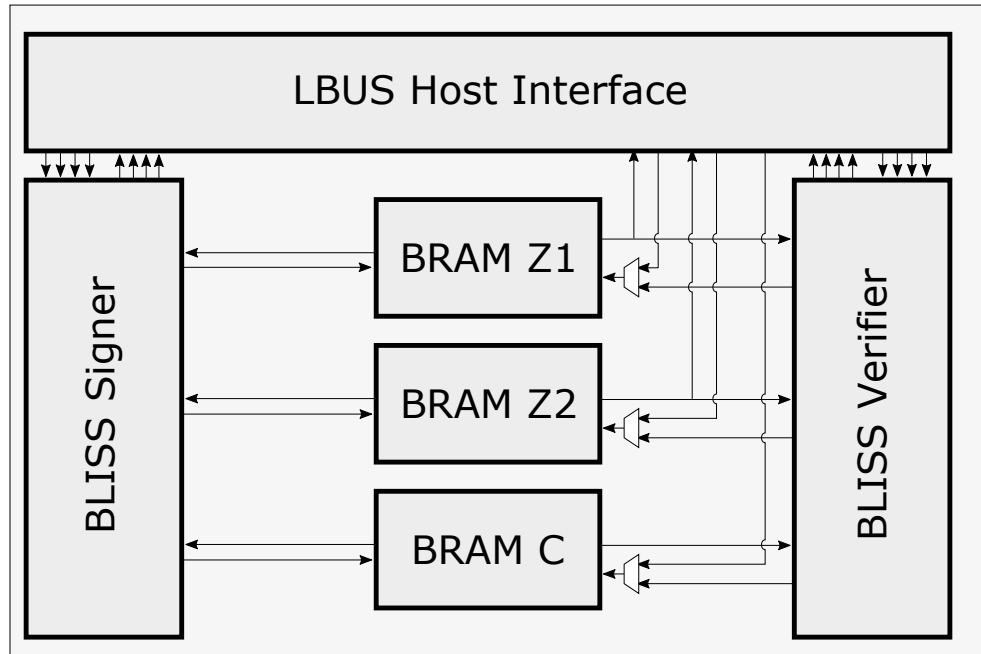 LBUS Host Interface
BLISS Signer
BRAM Z1
BRAM Z2
BRAM C
BLISS Verifier